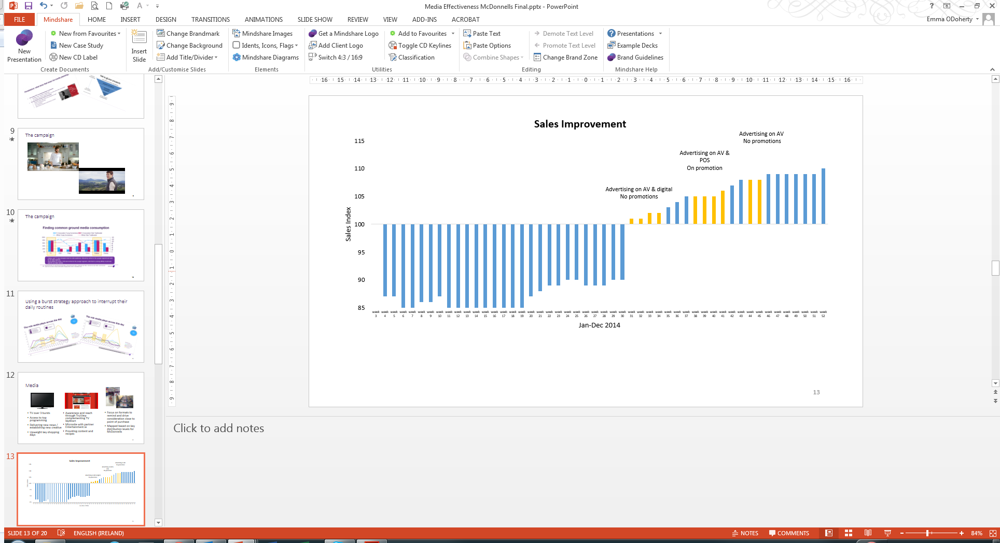 Media Effectiveness McDonnells Final.pptx - PowerPoint
FILE
Mindshare
HOME
INSERT
DESIGN
TRANSITIONS
ANIMATIONS
SLIDE SHOW
REVIEW
VIEW
ADD-INS
ACROBAT
Emma ODoherty
New Presentation
New from Favourites
New Case Study
New CD Label
Create Documents
Insert Slide
Change Brandmark
Change Background
Add Title/Divider
Add/Customise Slides
Mindshare Images
Idents, Icons, Flags
Mindshare Diagrams
Elements
Get a Mindshare Logo
Add Client Logo
Switch 4:3 / 16:9
Add to Favourites
Toggle CD Keylines
Classification
Utilities
Paste Text
Paste Options
Combine Shapes
Demote Text Level
Promote Text Level
Change Brand Zone
Editing
Presentations
Example Decks
Brand Guidelines
Mindshare Help
16 15 14 13 12 11 10 9 8 7 6 5 4 3 2 1 0 1 2 3 4 5 6 7 8 9 10 11 12 13 14 15 16
9 8 7 6 5 4 3 2 1 0 1 2 3 4 5 6 7 8 9
9
The campaign
10
The campaign
Finding common ground media consumption
11
Using a burst strategy approach to interrupt their
daily routines
The role media plays across the day
The role media plays across the day
12
Media
TV over 3 bursts
Access to top
programming
Delivering new news /
establishing new creative
Upweight key shopping
days
Awareness and reach
through TruView
complementing TV
laydown
Microsite with partner
Entertainment.ie
Providing content and
recipes
Focus on formats to
remind and drive
consideration close to
point of purchase
Mapped based on key
distribution levels for
McDonnells
13
Sales Improvement
Sales Improvement
Advertising on AV
No promotions
Advertising on AV &
POS
On promotion
Advertising on AV & digital
No promotions
Sales Index
115
110
105
100
95
90
85
week 3 week 4 week 5 week 6 week 7 week 8 week 9 week 10 week 11 week 12 week 13 week 14 week 15 week 16 week 17 week 18 week 19 week 20 week 21 week 22 week 23 week 24 week 25 week 26 week 27 week 28 week 29 week 30 week 31 week 32 week 33 week 34 week 35 week 36 week 37 week 38 week 39 week 40 week 41 week 42 week 43 week 44 week 45 week 46 week 47 week 48 week 49 week 50 week 51 week 52
Jan-Dec 2014
13
Click to add notes
SLIDE 13 OF 20
ENGLISH (IRELAND)
NOTES
COMMENTS
84%